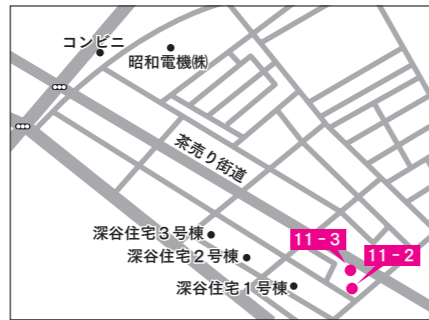 コンビニ
昭和電機㈱
茶売り街道
深谷住宅3号棟
11-3
深谷住宅2号棟
11-2
深谷住宅1号棟